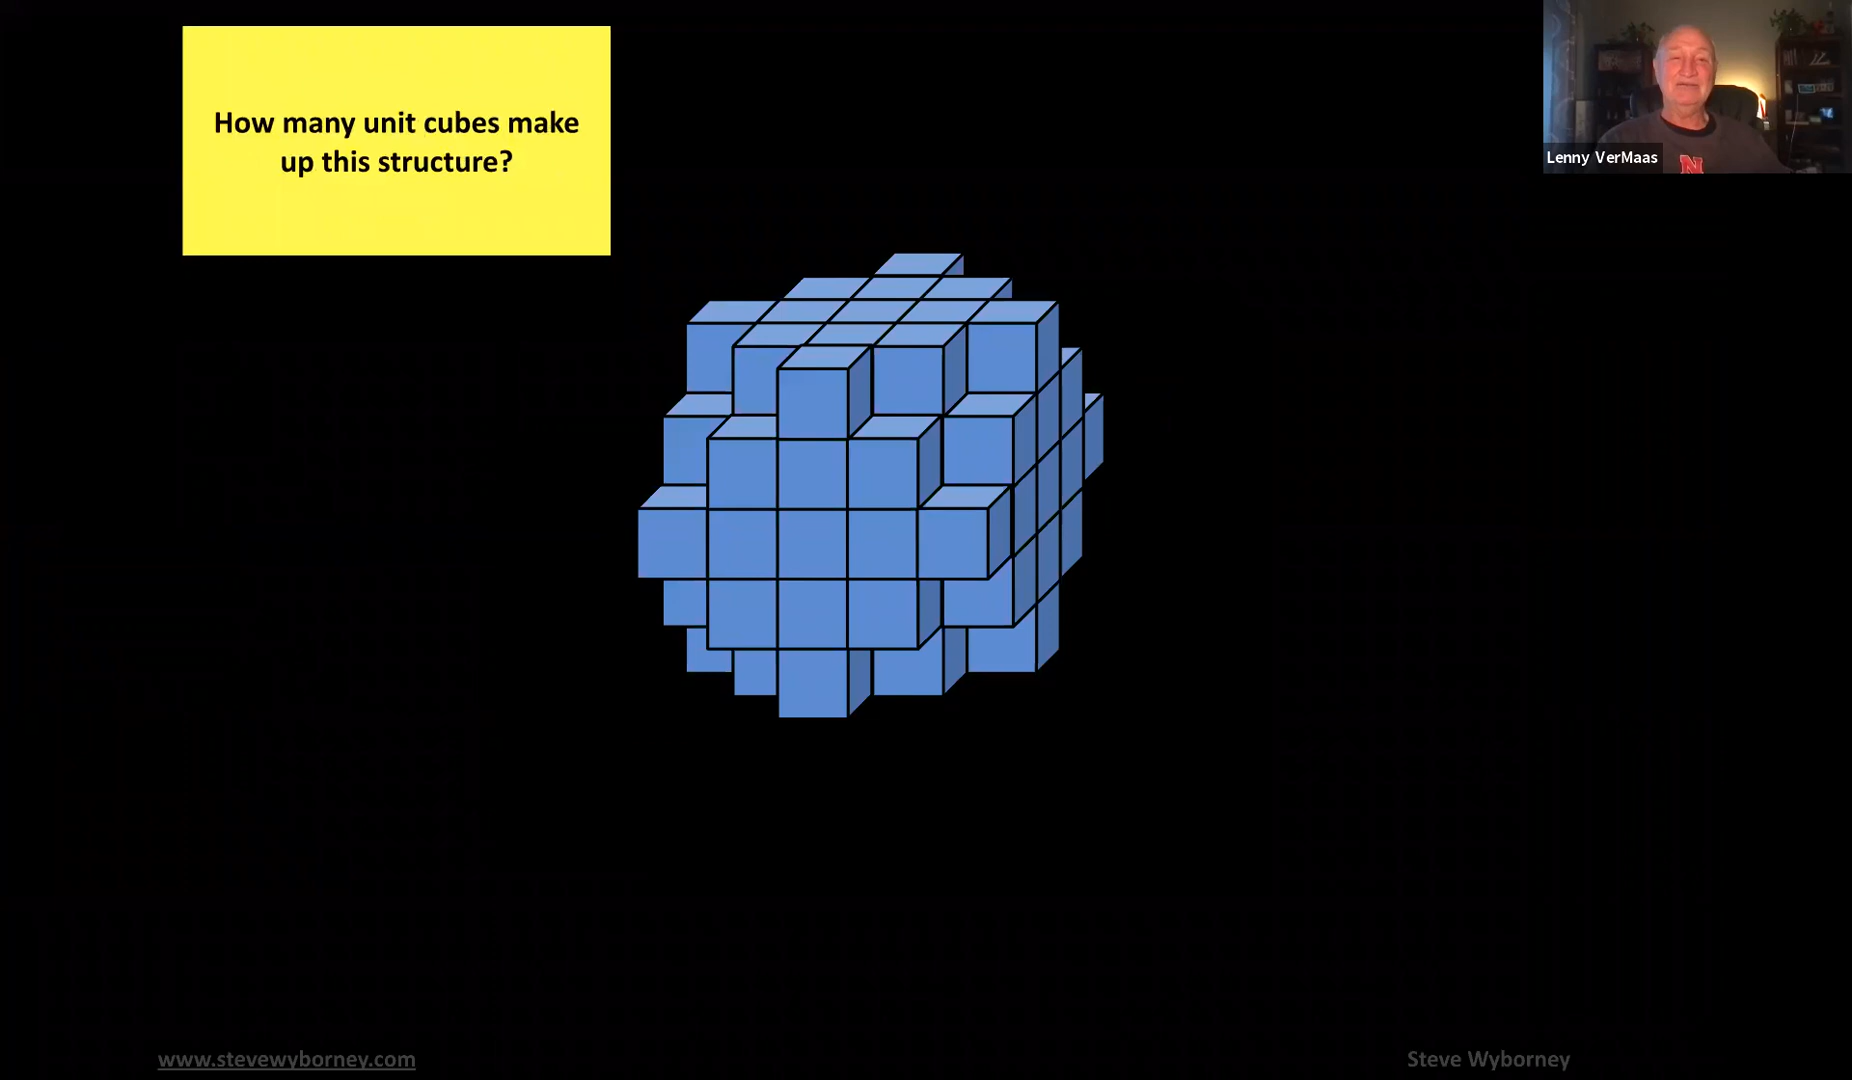 How many unit cubes make
up this structure?
Lenny VerMaas
N
www.stevewyborney.com
Steve Wyborney